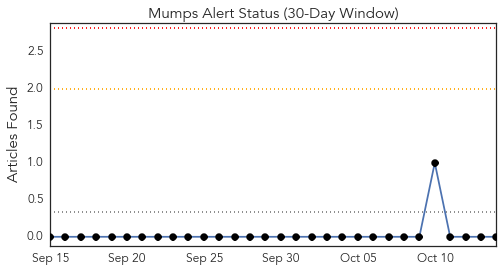 Mumps Alert Status (30-Day Window)
Articles Found
2.5
2.0
1.5
1.0
0.5
0.0
Sep 15 Sep 20 Sep 25 Sep 30 Oct 05 Oct 10